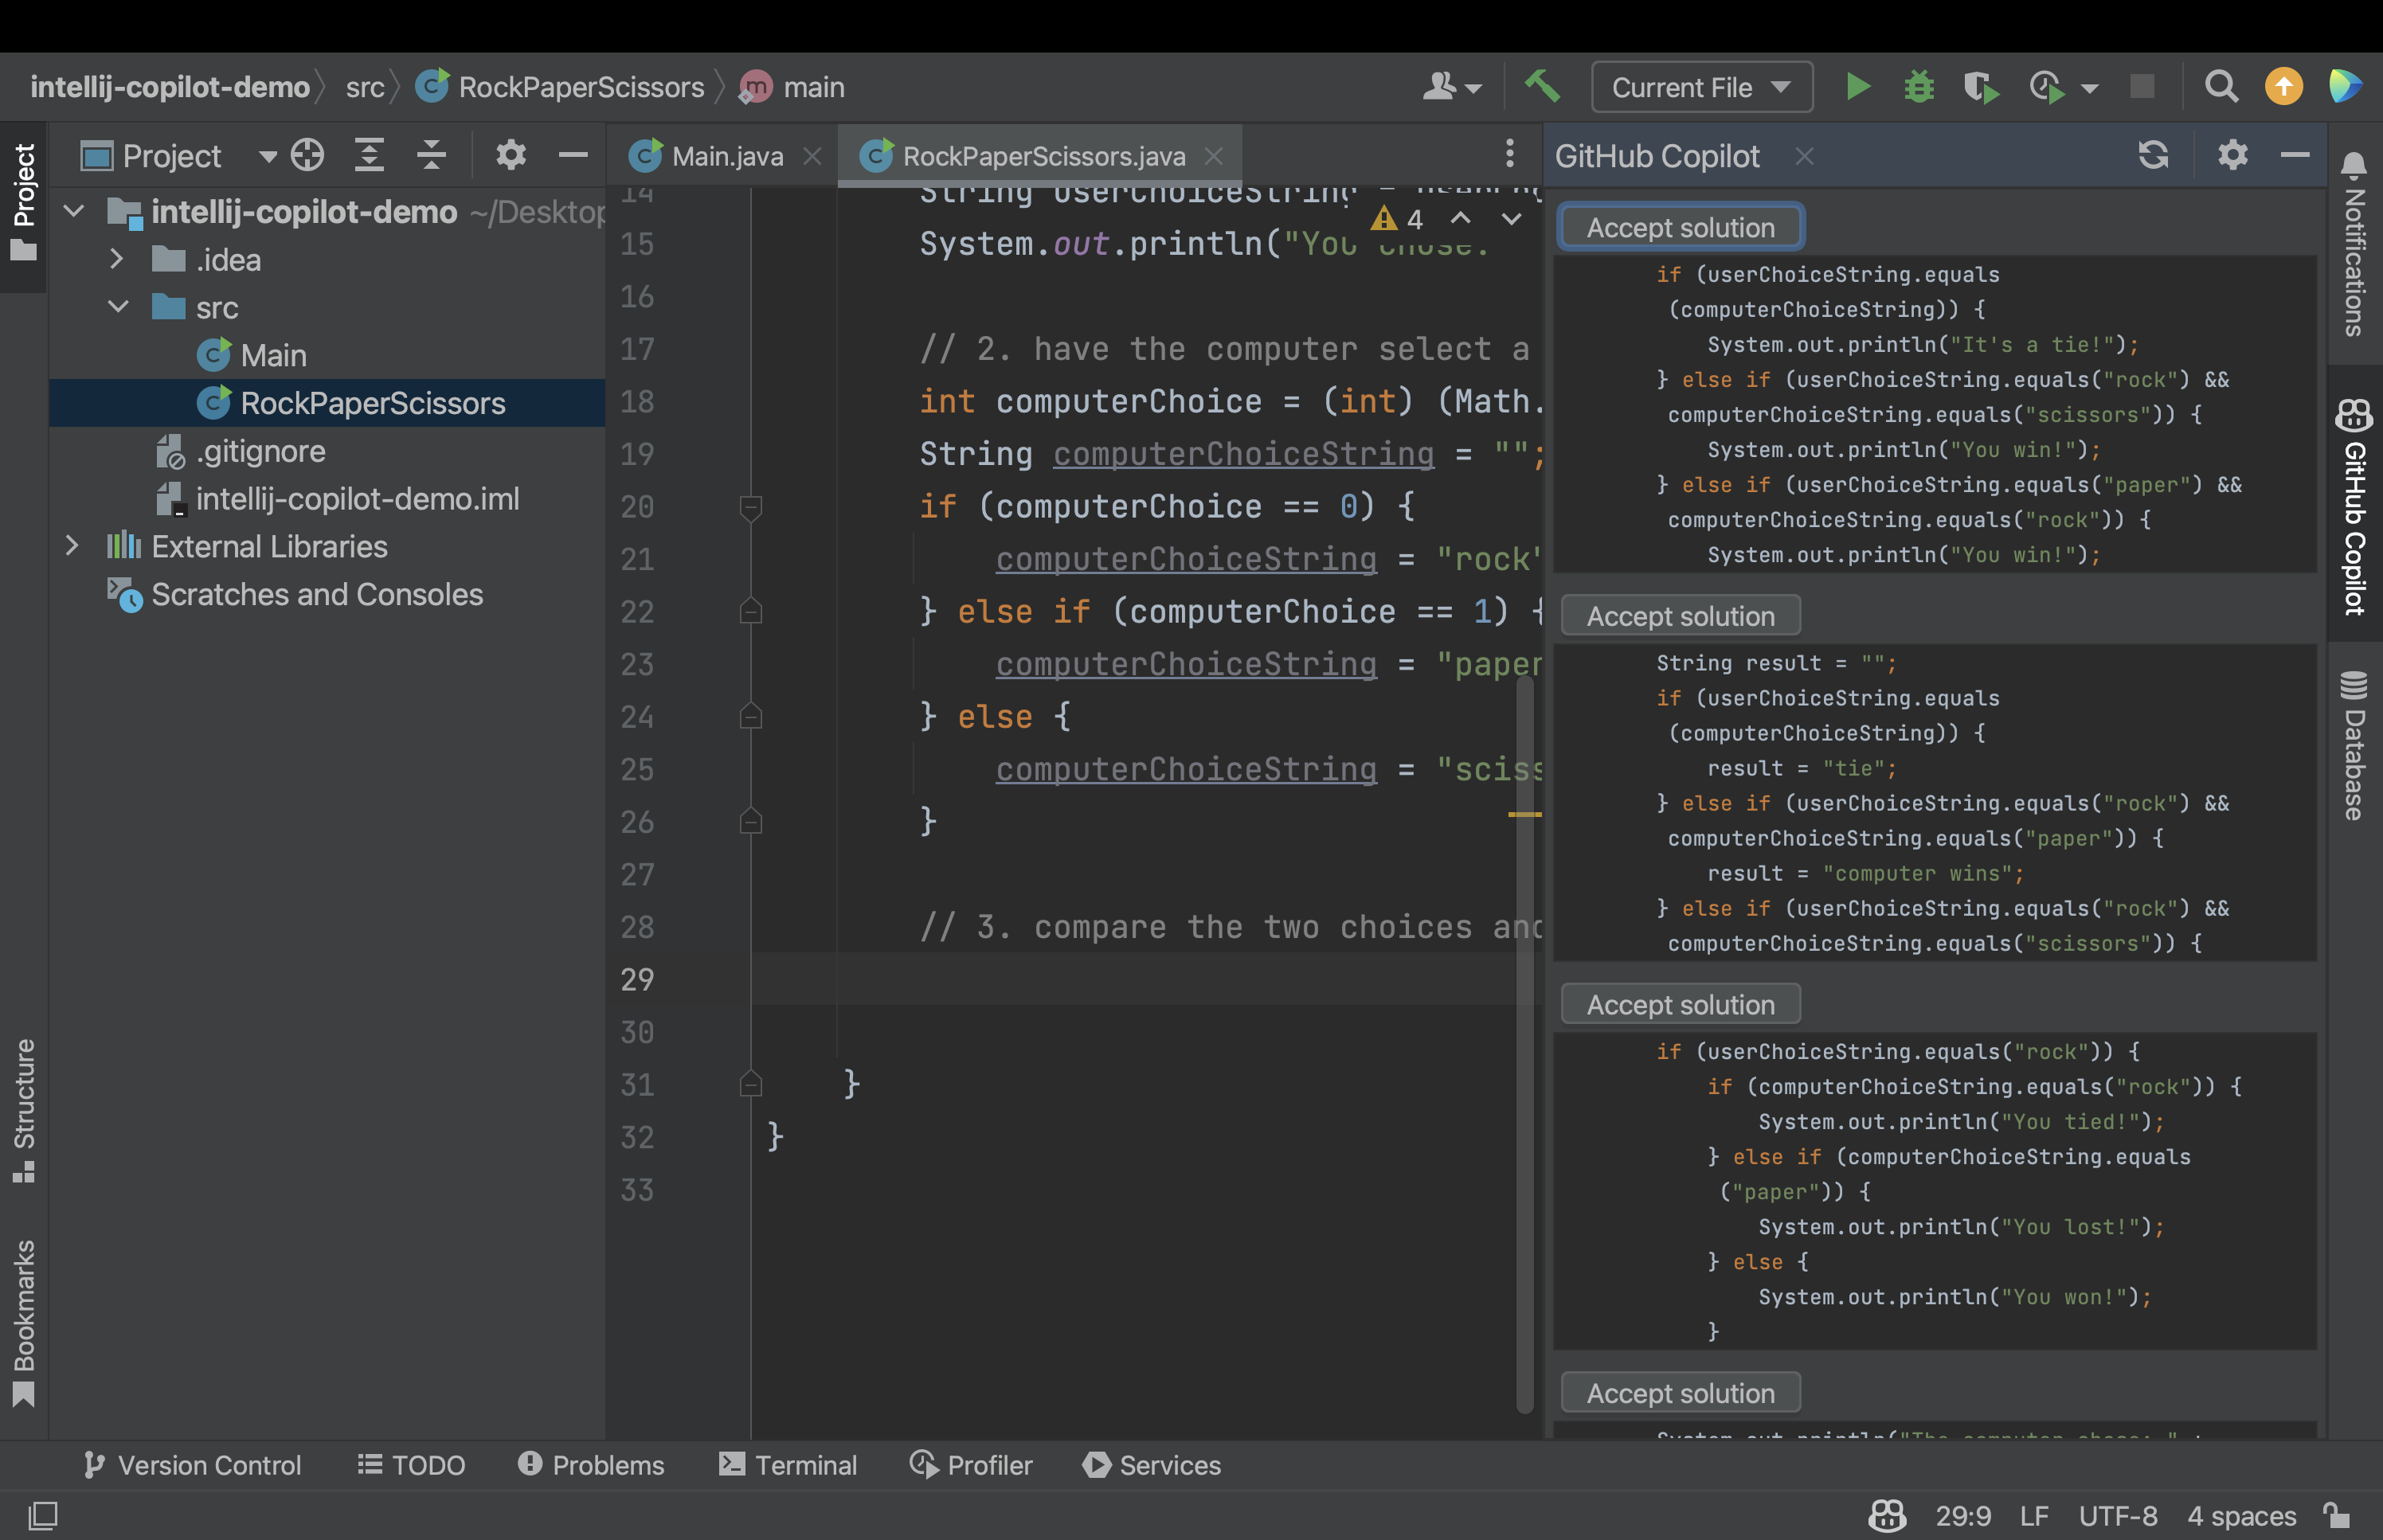 intellij-copilot-demo src RockPaperScissors main
Current File
Project
Project
intellij-copilot-demo ~/Desktop
.idea
src
Main
RockPaperScissors
.gitignore
intellij-copilot-demo.iml
External Libraries
Scratches and Consoles
Structure
Bookmarks
Main.java
RockPaperScissors.java
4
14 String userChoiceString =
15 System.out.println("You chose:
16
17 // 2. have the computer select a
18 int computerChoice = (int) (Math.
19 String computerChoiceString = "";
20 if (computerChoice == 0) {
21 computerChoiceString = "rock"
22 } else if (computerChoice == 1) {
23 computerChoiceString = "paper
24 } else {
25 computerChoiceString = "sciss
26 }
27
28 // 3. compare the two choices and
29
30
31 }
32 }
33
GitHub Copilot
Accept solution
if (userChoiceString.equals
(computerChoiceString)) {
System.out.println("It's a tie!");
} else if (userChoiceString.equals("rock") &&
computerChoiceString.equals("scissors")) {
System.out.println("You win!");
} else if (userChoiceString.equals("paper") &&
computerChoiceString.equals("rock")) {
System.out.println("You win!");
Accept solution
String result = "";
if (userChoiceString.equals
(computerChoiceString)) {
result = "tie";
} else if (userChoiceString.equals("rock") &&
computerChoiceString.equals("paper")) {
result = "computer wins";
} else if (userChoiceString.equals("rock") &&
computerChoiceString.equals("scissors")) {
Accept solution
if (userChoiceString.equals("rock")) {
if (computerChoiceString.equals("rock")) {
System.out.println("You tied!");
} else if (computerChoiceString.equals
("paper")) {
System.out.println("You lost!");
} else {
System.out.println("You won!");
}
Accept solution
System.out.println("The computer chose: " +
Notifications
GitHub Copilot
Database
Version Control
TODO
Problems
Terminal
Profiler
Services
29:9 LF UTF-8 4 spaces